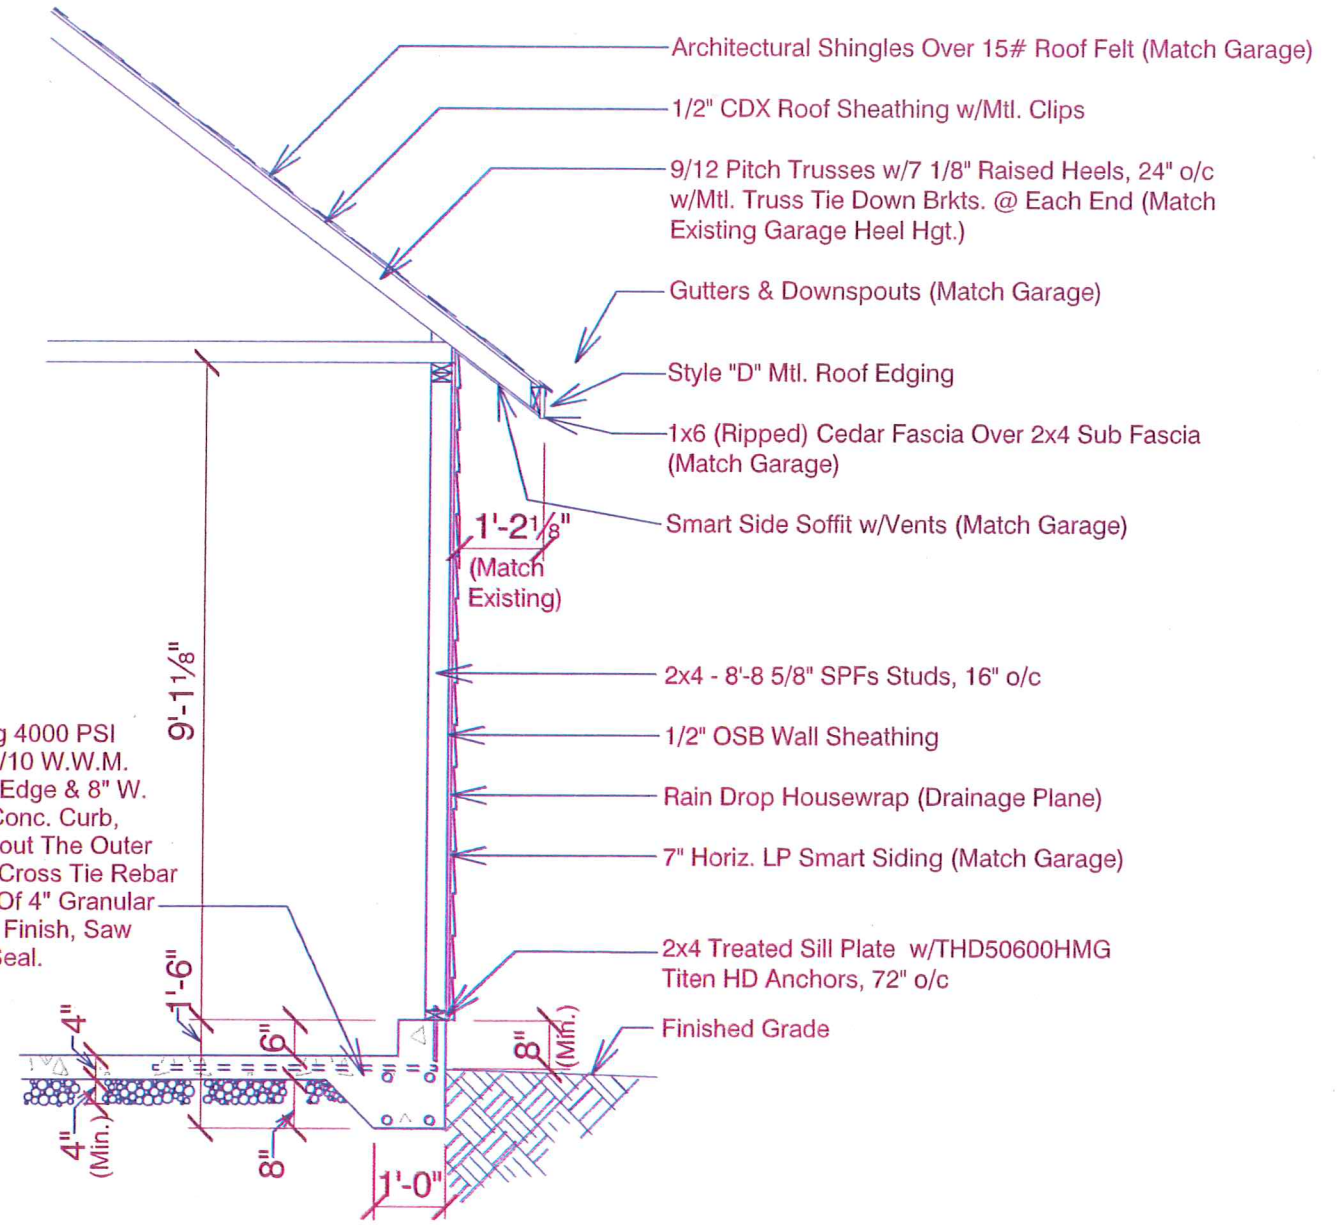 Architectural Shingles Over 15# Roof Felt (Match Garage)
1/2" CDX Roof Sheathing w/Mtl. Clips
9/12 Pitch Trusses w/7 1/8" Raised Heels, 24" o/c
w/Mtl. Truss Tie Down Brkts. @ Each End (Match
Existing Garage Heel Hgt.)
Gutters & Downspouts (Match Garage)
Style "D" Mtl. Roof Edging
1x6 (Ripped) Cedar Fascia Over 2x4 Sub Fascia
(Match Garage)
Smart Side Soffit w/Vents (Match Garage)
1'-2 1/8"
(Match
Existing)
9'-1 1/8"
2x4 - 8'-8 5/8" SPFs Studs, 16" o/c
1/2" OSB Wall Sheathing
Rain Drop Housewrap (Drainage Plane)
7" Horiz. LP Smart Siding (Match Garage)
2x4 Treated Sill Plate w/THD50600HMG
Titen HD Anchors, 72" o/c
Finished Grade
g 4000 PSI
/10 W.W.M.
Edge & 8" W.
Conc. Curb,
out The Outer
Cross Tie Rebar
Of 4" Granular
Finish, Saw
Seal.
1'-6"
4"
6"
8"
(Min.)
4"
(Min.)
8"
1'-0"